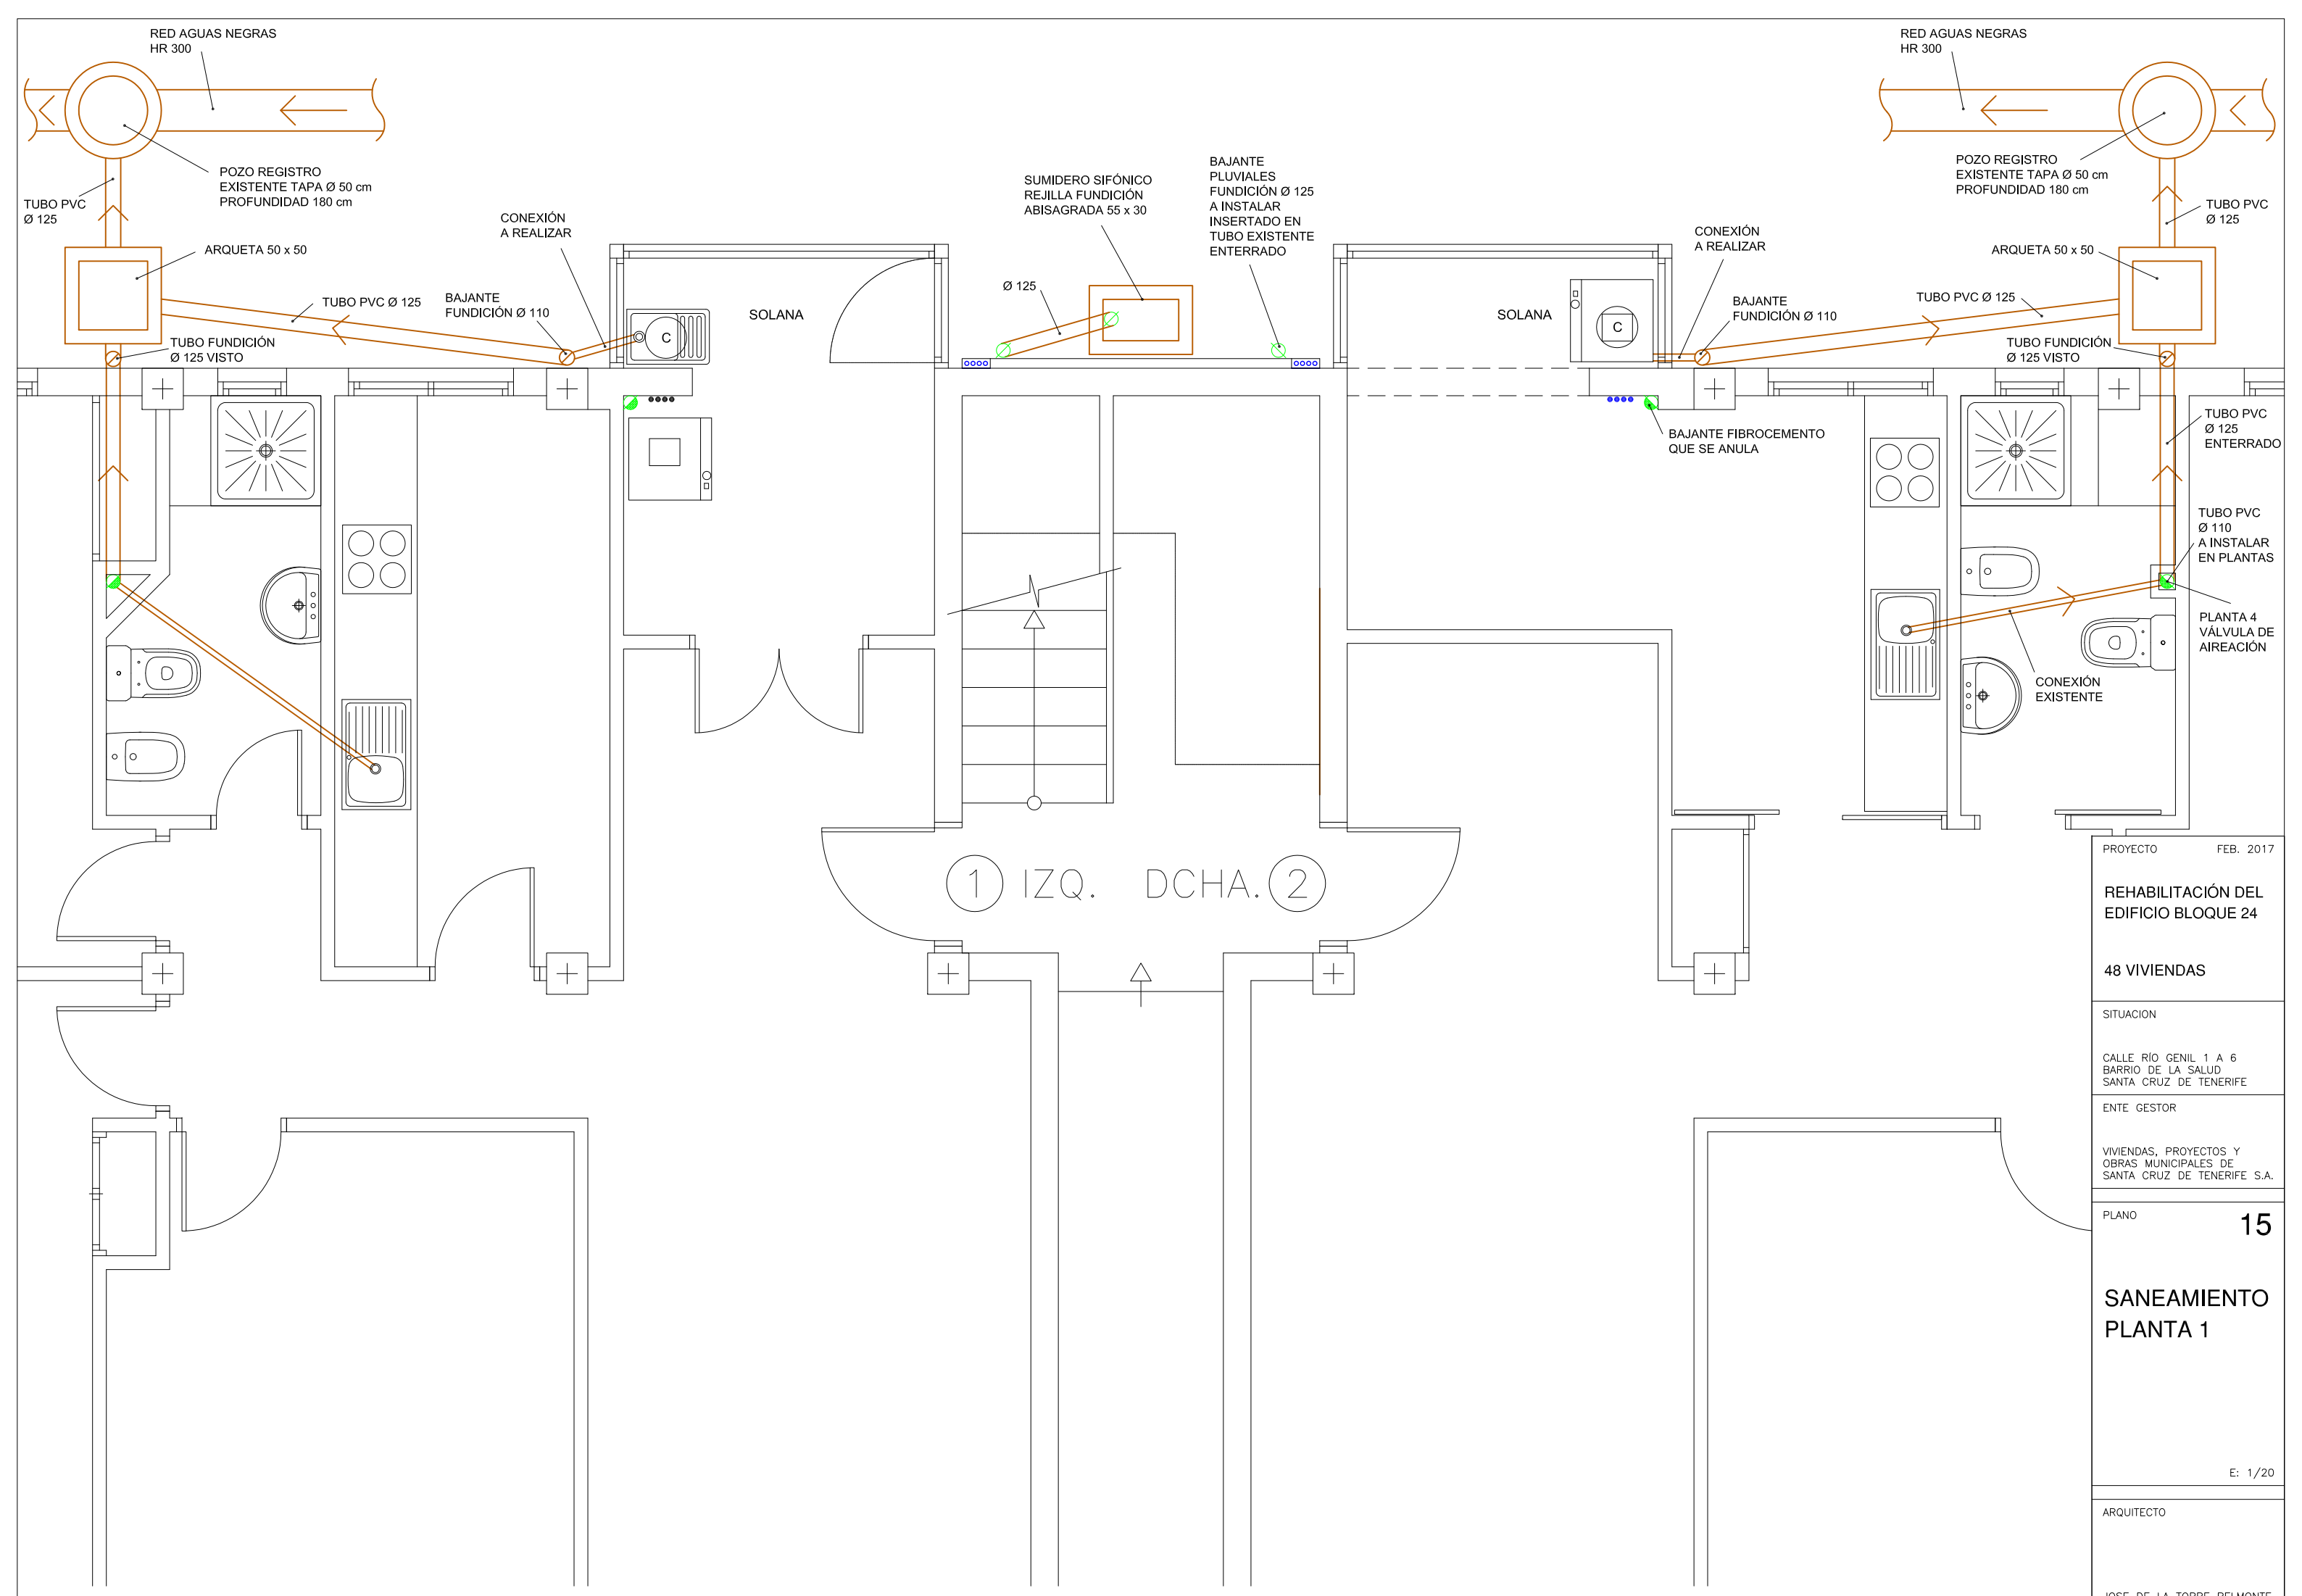 RED AGUAS NEGRAS
HR 300
RED AGUAS NEGRAS
HR 300
POZO REGISTRO
EXISTENTE TAPA Ø 50 cm
PROFUNDIDAD 180 cm
TUBO PVC
Ø 125
CONEXIÓN
A REALIZAR
ARQUETA 50 x 50
TUBO PVC Ø 125
BAJANTE
FUNDICIÓN Ø 110
TUBO FUNDICIÓN
Ø 125 VISTO
C
SOLANA
SUMIDERO SIFÓNICO
REJILLA FUNDICIÓN
ABISAGRADA 55 x 30
Ø 125
BAJANTE
PLUVIALES
FUNDICIÓN Ø 125
A INSTALAR
INSERTADO EN
TUBO EXISTENTE
ENTERRADO
SOLANA
C
CONEXIÓN
A REALIZAR
BAJANTE
FUNDICIÓN Ø 110
POZO REGISTRO
EXISTENTE TAPA Ø 50 cm
PROFUNDIDAD 180 cm
TUBO PVC
Ø 125
ARQUETA 50 x 50
TUBO PVC Ø 125
TUBO FUNDICIÓN
Ø 125 VISTO
BAJANTE FIBROCEMENTO
QUE SE ANULA
TUBO PVC
Ø 125
ENTERRADO
TUBO PVC
Ø 110
A INSTALAR
EN PLANTAS
PLANTA 4
VÁLVULA DE
AIREACIÓN
CONEXIÓN
EXISTENTE
1 IZQ. DCHA. 2
PROYECTO FEB. 2017
REHABILITACIÓN DEL
EDIFICIO BLOQUE 24
48 VIVIENDAS
SITUACION
CALLE RÍO GENIL 1 A 6
BARRIO DE LA SALUD
SANTA CRUZ DE TENERIFE
ENTE GESTOR
VIVIENDAS, PROYECTOS Y
OBRAS MUNICIPALES DE
SANTA CRUZ DE TENERIFE S.A.
PLANO 15
SANEAMIENTO
PLANTA 1
E: 1/20
ARQUITECTO
JOSE DE LA TORRE BELMONTE